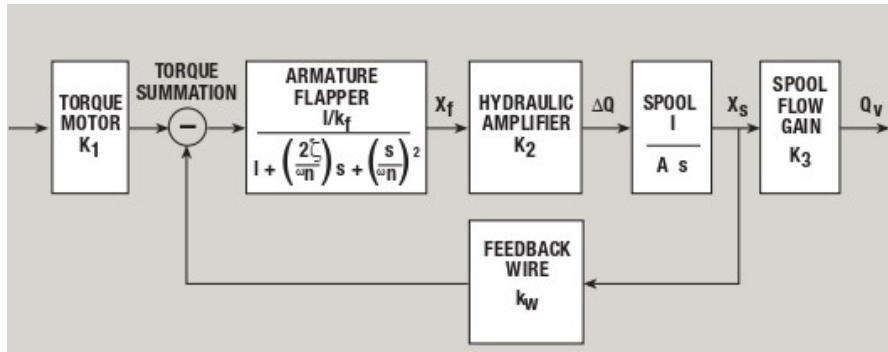 TORQUE
MOTOR
K1
TORQUE
SUMMATION
−
ARMATURE
FLAPPER
I/kf
I + (2ζ/ωn) s + (s/ωn)²
Xf
HYDRAULIC
AMPLIFIER
K2
ΔQ
SPOOL
I
A s
Xs
SPOOL
FLOW
GAIN
K3
Qv
FEEDBACK
WIRE
kw